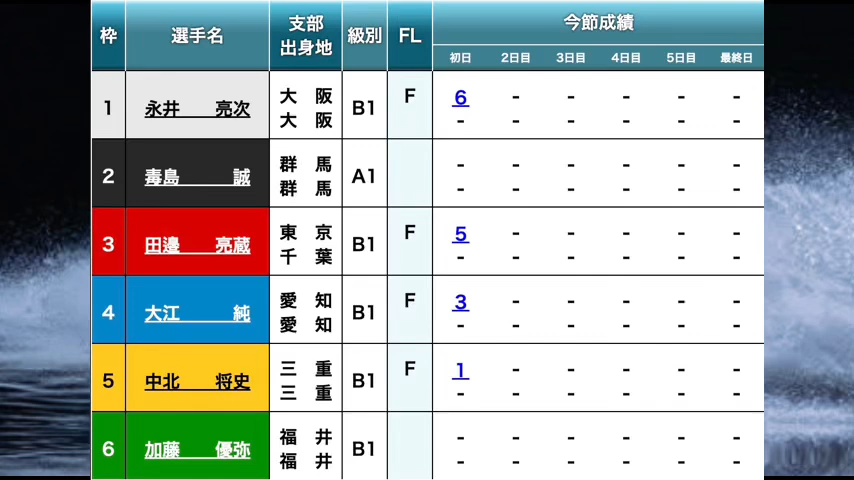 枠 選手名 支部 出身地 級別 FL 今節成績
初日 2日目 3日目 4日目 5日目 最終日
1 永井 亮次 大 阪 B1 F 6 - - - - -
大 阪 - - - - - -
2 毒島 誠 群 馬 A1 - - - - - -
群 馬 - - - - - -
3 田邊 亮蔵 東 京 B1 F 5 - - - - -
千 葉 - - - - - -
4 大江 純 愛 知 B1 F 3 - - - - -
愛 知 - - - - - -
5 中北 将史 三 重 B1 F 1 - - - - -
三 重 - - - - - -
6 加藤 優弥 福 井 B1 - - - - - -
福 井 - - - - - -